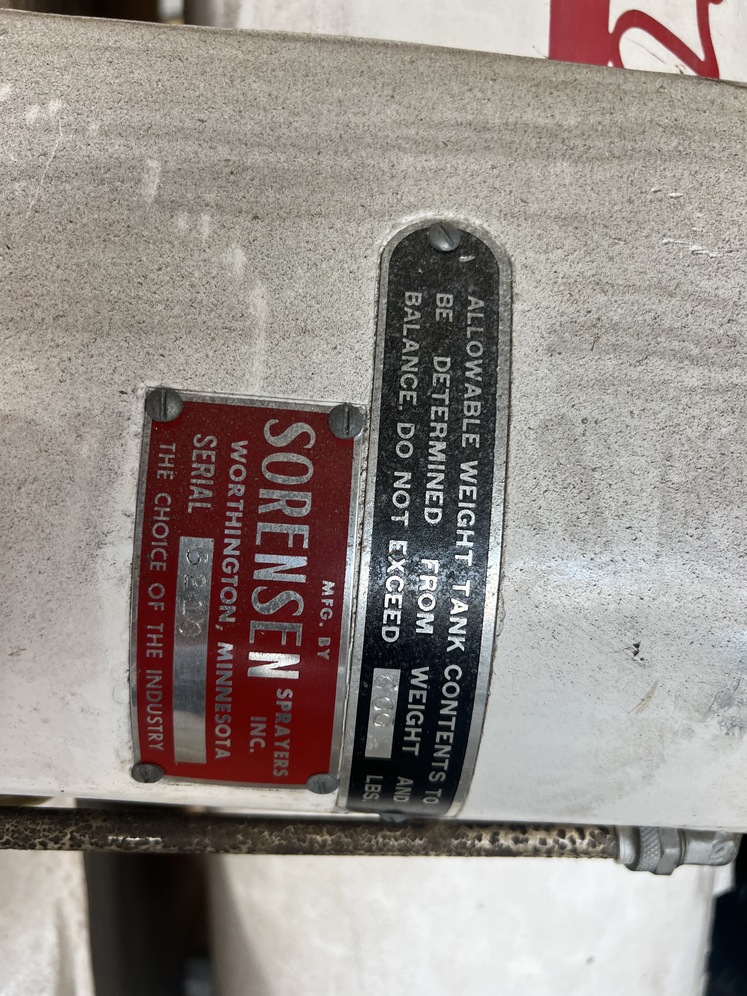 ALLOWABLE WEIGHT TANK CONTENTS TO
BE DETERMINED FROM WEIGHT AND
BALANCE. DO NOT EXCEED LBS.
MFG. BY
SORENSEN SPRAYERS INC.
WORTHINGTON, MINNESOTA
SERIAL
THE CHOICE OF THE INDUSTRY